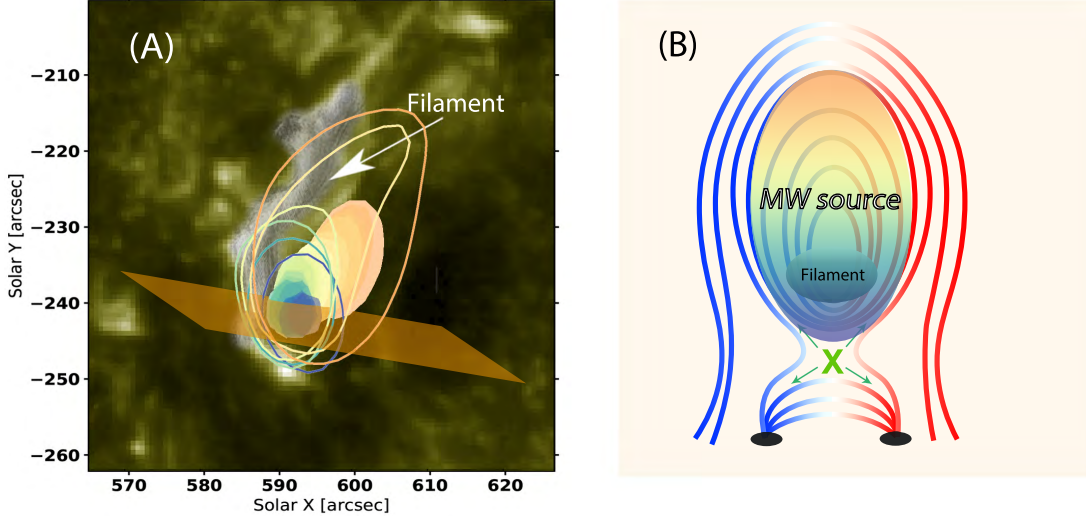 (A)
Filament
−210
−220
−230
−240
−250
−260
Solar Y [arcsec]
570 580 590 600 610 620
Solar X [arcsec]
(B)
MW source
Filament
X